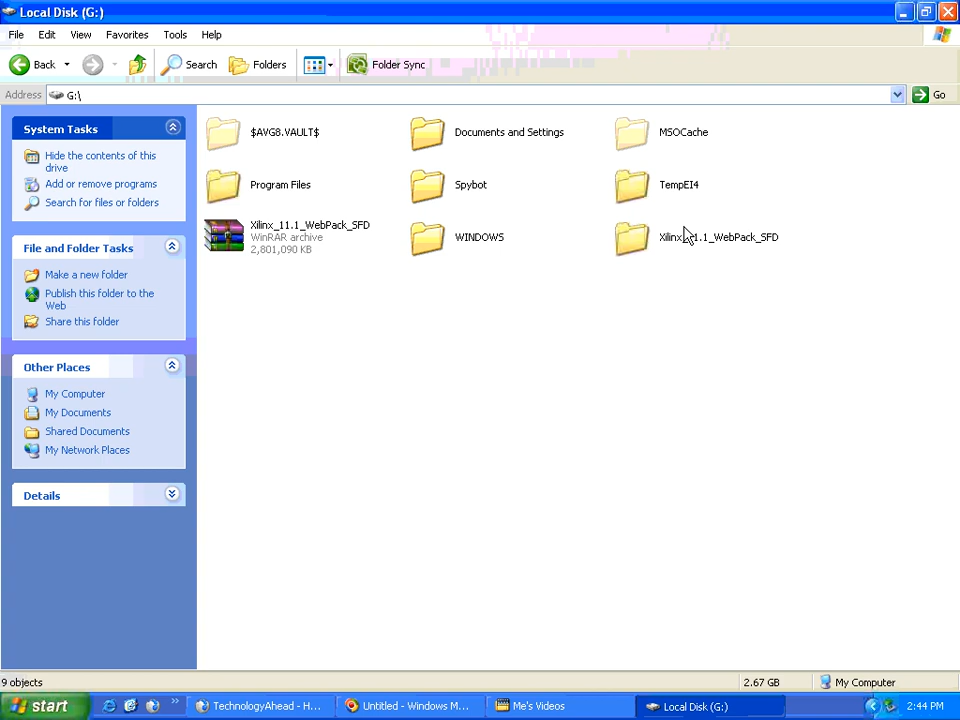 Local Disk (G:)
File Edit View Favorites Tools Help
Back Search Folders Folder Sync
Address G:\ Go
System Tasks
Hide the contents of this
drive
Add or remove programs
Search for files or folders
File and Folder Tasks
Make a new folder
Publish this folder to the
Web
Share this folder
Other Places
My Computer
My Documents
Shared Documents
My Network Places
Details
$AVG8.VAULT$ Documents and Settings MSOCache
Program Files Spybot TempEI4
Xilinx_11.1_WebPack_SFD
WinRAR archive
2,801,090 KB
WINDOWS Xilinx_11.1_WebPack_SFD
9 objects 2.67 GB My Computer
start TechnologyAhead - H... Untitled - Windows M... Me's Videos Local Disk (G:) 2:44 PM